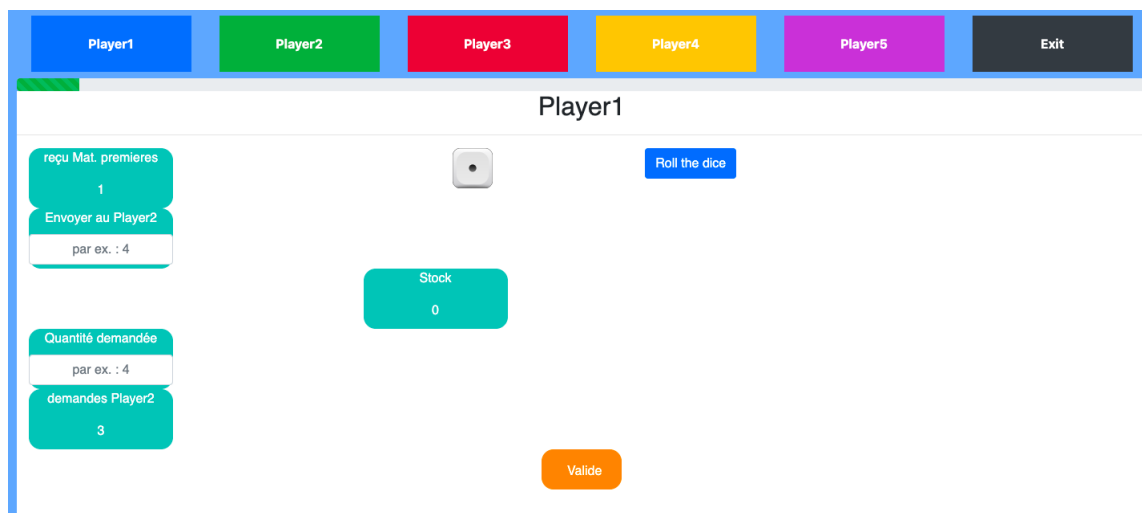 Player1 Player2 Player3 Player4 Player5 Exit
Player1
reçu Mat. premieres
1
Roll the dice
Envoyer au Player2
par ex. : 4
Stock
0
Quantité demandée
par ex. : 4
demandes Player2
3
Valide